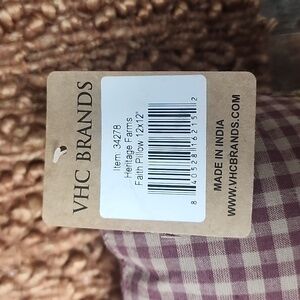 VHC BRANDS
Item: 34278
Heritage Farms
Faith Pillow 12x12"
8 40528 16215 2
MADE IN INDIA
WWW.VHCBRANDS.COM